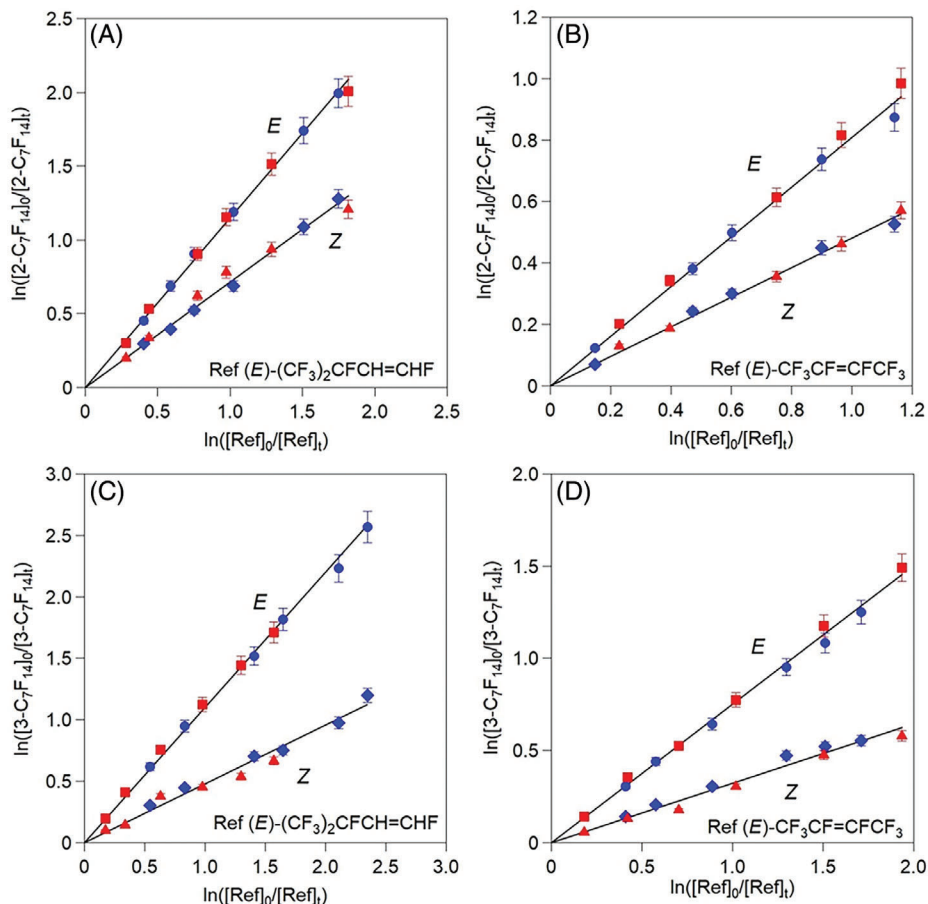 (A)
ln([2-C₇F₁₄]₀/[2-C₇F₁₄]ₜ)
2.5
2.0
1.5
1.0
0.5
0
E
Z
Ref (E)-(CF₃)₂CFCH=CHF
0 0.5 1.0 1.5 2.0 2.5
ln([Ref]₀/[Ref]ₜ)
(B)
ln([2-C₇F₁₄]₀/[2-C₇F₁₄]ₜ)
1.0
0.8
0.6
0.4
0.2
0
E
Z
Ref (E)-CF₃CF=CFCF₃
0 0.2 0.4 0.6 0.8 1.0 1.2
ln([Ref]₀/[Ref]ₜ)
(C)
ln([3-C₇F₁₄]₀/[3-C₇F₁₄]ₜ)
3.0
2.5
2.0
1.5
1.0
0.5
0
E
Z
Ref (E)-(CF₃)₂CFCH=CHF
0 0.5 1.0 1.5 2.0 2.5 3.0
ln([Ref]₀/[Ref]ₜ)
(D)
ln([3-C₇F₁₄]₀/[3-C₇F₁₄]ₜ)
2.0
1.5
1.0
0.5
0
E
Z
Ref (E)-CF₃CF=CFCF₃
0 0.5 1.0 1.5 2.0
ln([Ref]₀/[Ref]ₜ)